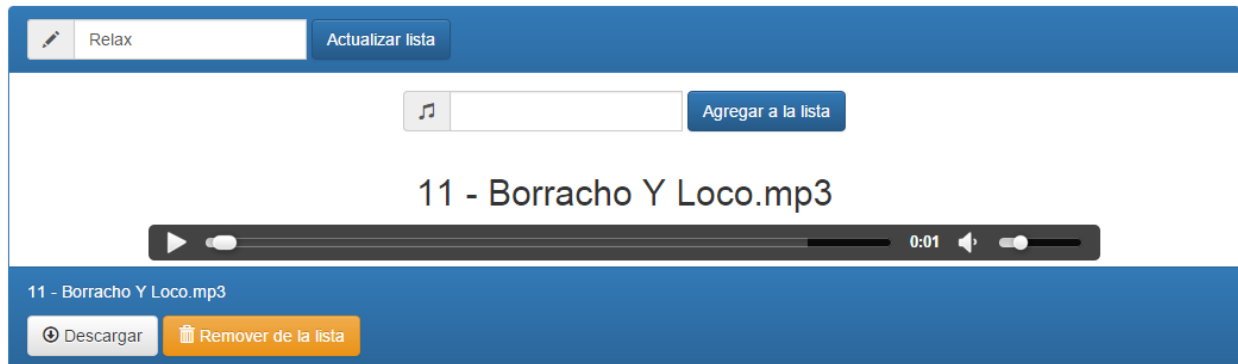 Relax Actualizar lista
Agregar a la lista
11 - Borracho Y Loco.mp3
0:01
11 - Borracho Y Loco.mp3
Descargar Remover de la lista